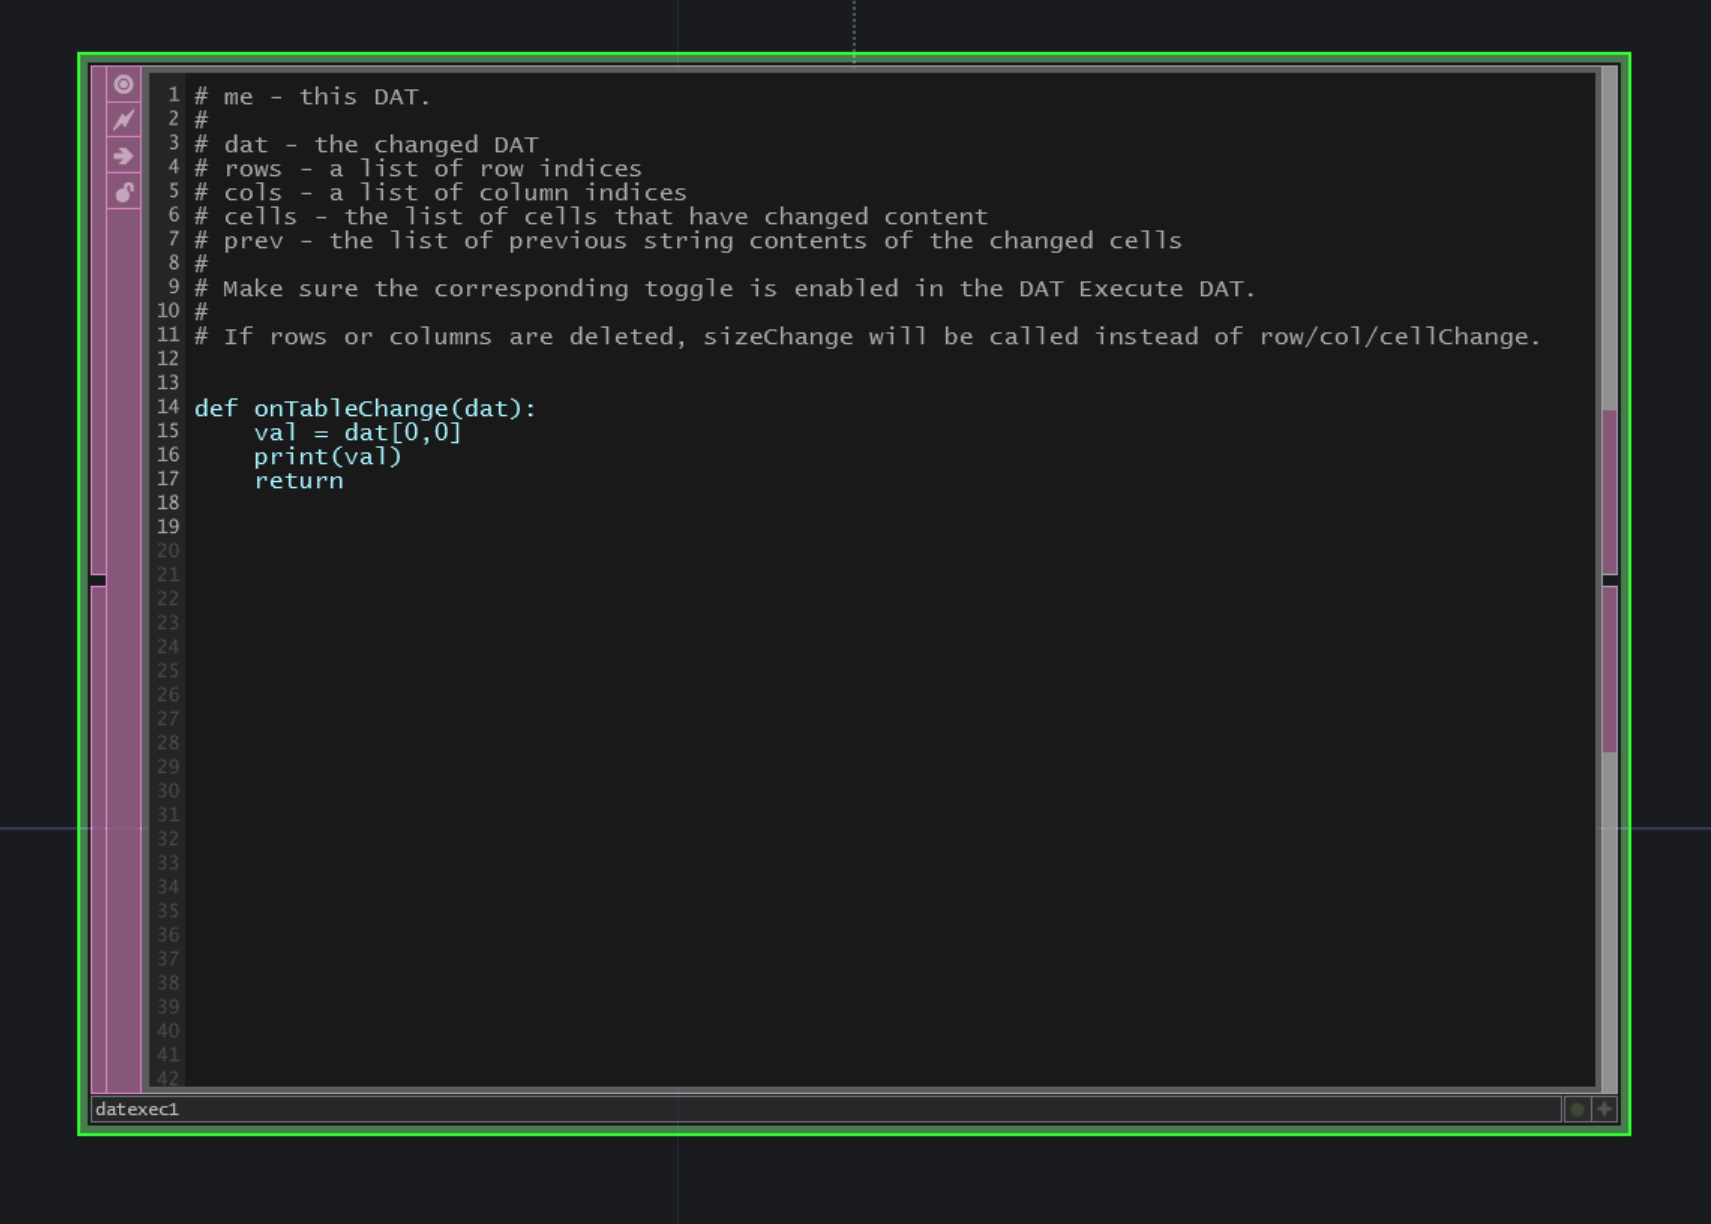 1 # me - this DAT.
2 #
3 # dat - the changed DAT
4 # rows - a list of row indices
5 # cols - a list of column indices
6 # cells - the list of cells that have changed content
7 # prev - the list of previous string contents of the changed cells
8 #
9 # Make sure the corresponding toggle is enabled in the DAT Execute DAT.
10 #
11 # If rows or columns are deleted, sizeChange will be called instead of row/col/cellChange.
12
13
14 def onTableChange(dat):
15     val = dat[0,0]
16     print(val)
17     return
18
19
20
21
22
23
24
25
26
27
28
29
30
31
32
33
34
35
36
37
38
39
40
41
42
datexec1